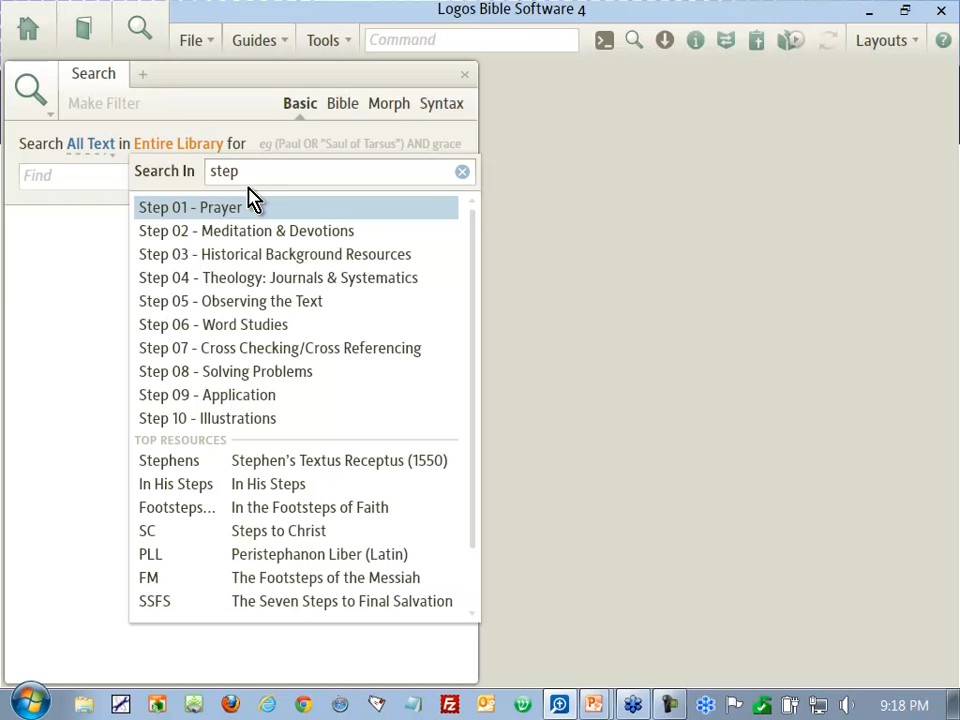 Logos Bible Software 4
File
Guides
Tools
Command
Layouts
Search
Make Filter
Basic
Bible
Morph
Syntax
Search All Text in Entire Library for
eg (Paul OR "Saul of Tarsus") AND grace
Find
Search In
step
Step 01 - Prayer
Step 02 - Meditation & Devotions
Step 03 - Historical Background Resources
Step 04 - Theology: Journals & Systematics
Step 05 - Observing the Text
Step 06 - Word Studies
Step 07 - Cross Checking/Cross Referencing
Step 08 - Solving Problems
Step 09 - Application
Step 10 - Illustrations
TOP RESOURCES
Stephens Stephen's Textus Receptus (1550)
In His Steps In His Steps
Footsteps... In the Footsteps of Faith
SC Steps to Christ
PLL Peristephanon Liber (Latin)
FM The Footsteps of the Messiah
SSFS The Seven Steps to Final Salvation
9:18 PM